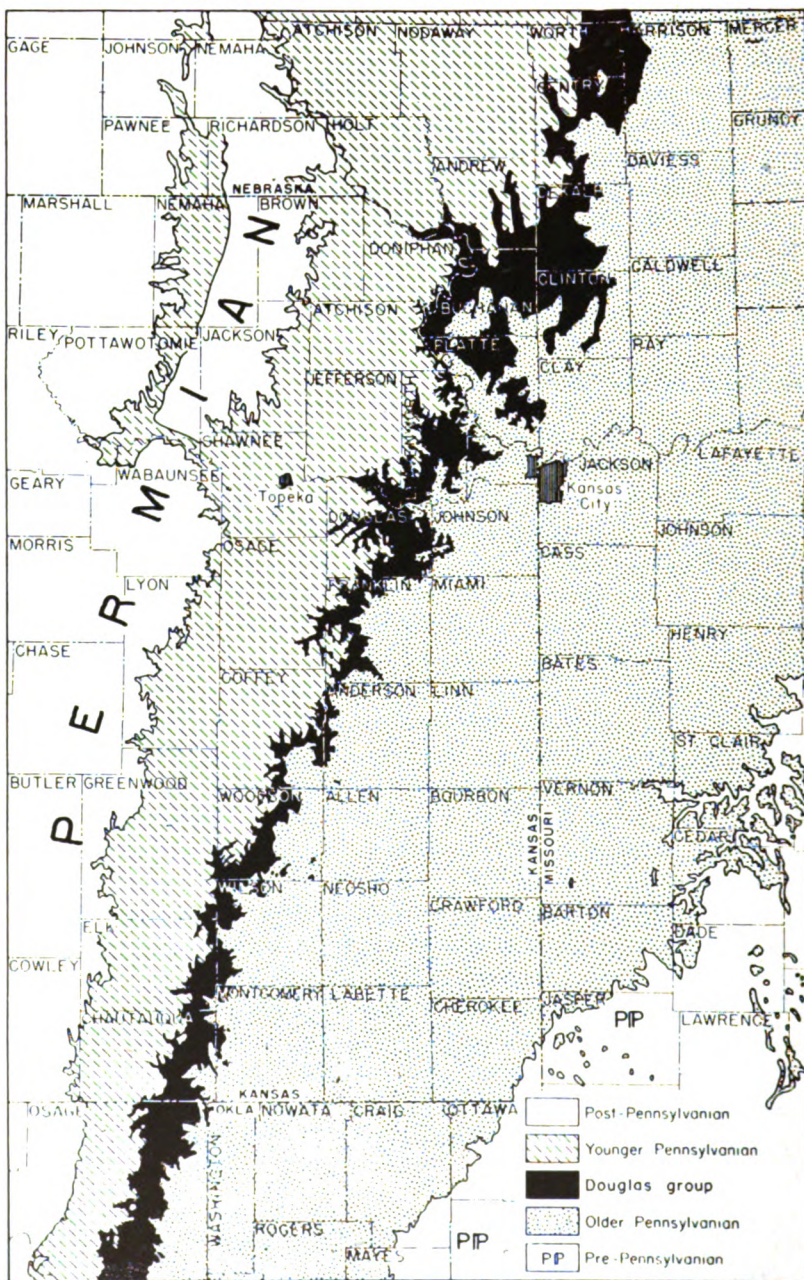 ATCHISON NODAWAY WORTH HARRISON MERCER
GAGE JOHNSON NEMAHA
GENTRY
PAWNEE RICHARDSON HOLT GRUNDY
ANDREW DAVIESS
NEBRASKA DEKALB
MARSHALL NEMAHA BROWN
DONIPHAN
CLINTON CALDWELL
ATCHISON BUCHANAN
RILEY POTTAWOTOMIE JACKSON PLATTE RAY
CLAY
JEFFERSON
SHAWNEE
WABAUNSEE JACKSON LAFAYETTE
GEARY Topeka Kansas
City
DOUGLAS JOHNSON JOHNSON
MORRIS OSAGE CASS
LYON FRANKLIN MIAMI
HENRY
CHASE BATES
COFFEY ANDERSON LINN
ST CLAIR
BUTLER GREENWOOD WOODSON ALLEN BOURBON VERNON
KANSAS
MISSOURI
CEDAR
WILSON NEOSHO
CRAWFORD BARTON
ELK DADE
COWLEY
MONTGOMERY LABETTE
CHEROKEE JASPER
CHAUTAUQUA PIP LAWRENCE
PERMIAN
KANSAS
OSAGE OKLA NOWATA CRAIG OTTAWA
WASHINGTON
ROGERS
MAYES PIP
Post-Pennsylvanian
Younger Pennsylvanian
Douglas group
Older Pennsylvanian
PIP Pre-Pennsylvanian